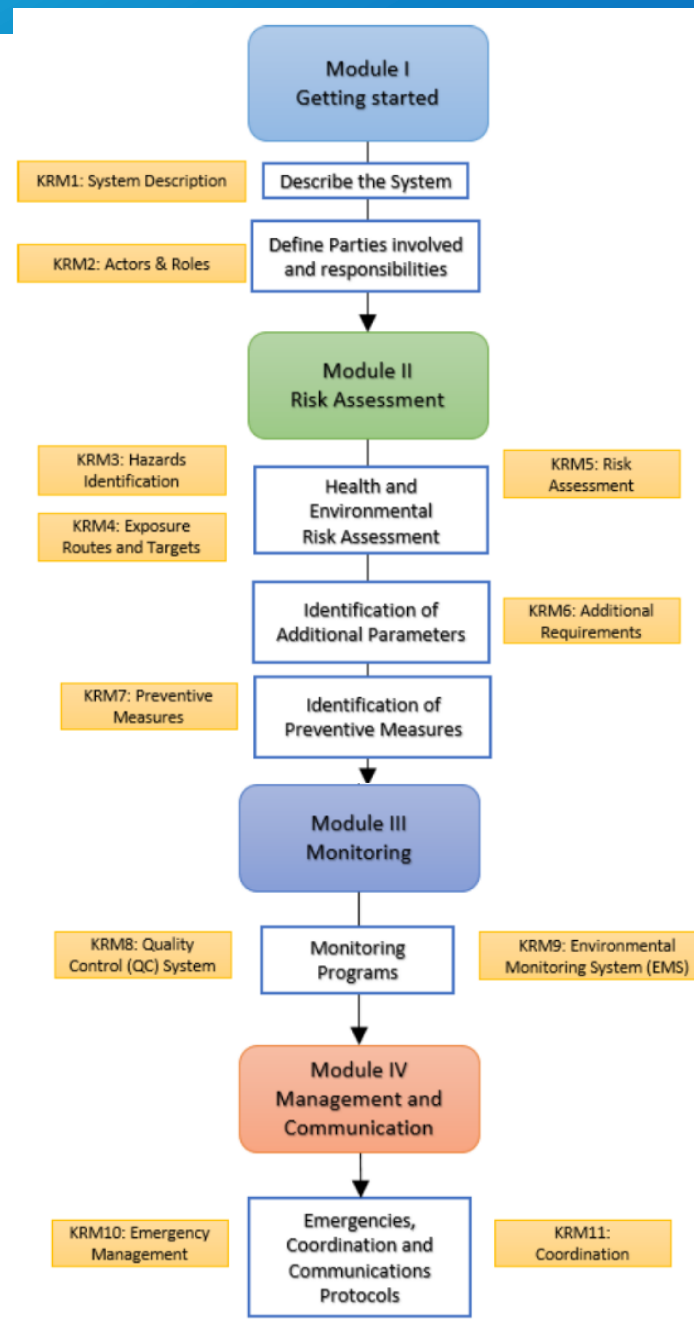 Module I
Getting started
KRM1: System Description
Describe the System
KRM2: Actors & Roles
Define Parties involved
and responsibilities
Module II
Risk Assessment
KRM3: Hazards
Identification
KRM4: Exposure
Routes and Targets
Health and
Environmental
Risk Assessment
KRM5: Risk
Assessment
Identification of
Additional Parameters
KRM6: Additional
Requirements
KRM7: Preventive
Measures
Identification of
Preventive Measures
Module III
Monitoring
KRM8: Quality
Control (QC) System
Monitoring
Programs
KRM9: Environmental
Monitoring System (EMS)
Module IV
Management and
Communication
KRM10: Emergency
Management
Emergencies,
Coordination and
Communications
Protocols
KRM11:
Coordination